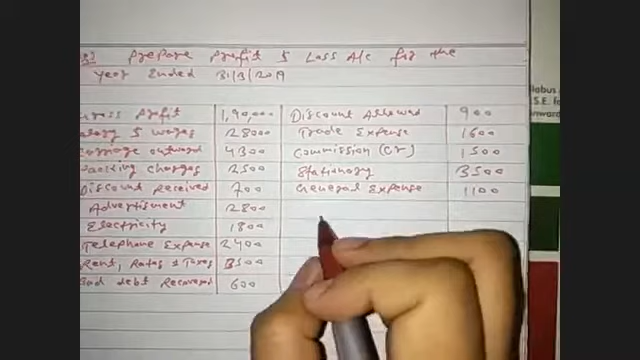 Prepare Profit & Loss A/c for the
Year Ended 31/3/2019
Gross Profit 1,90,000 Discount Allowed 900
Salary & wages 28000 Trade Expense 1600
Carriage outward 4300 Commission (Cr) 1500
Packing charges 2500 Stationary 3500
Discount Received 700 General Expense 1100
Advertisment 2800
Electricity 1800
Telephone Expense 2400
Rent, Rates & Taxes 3500
Bad debt Recovered 600